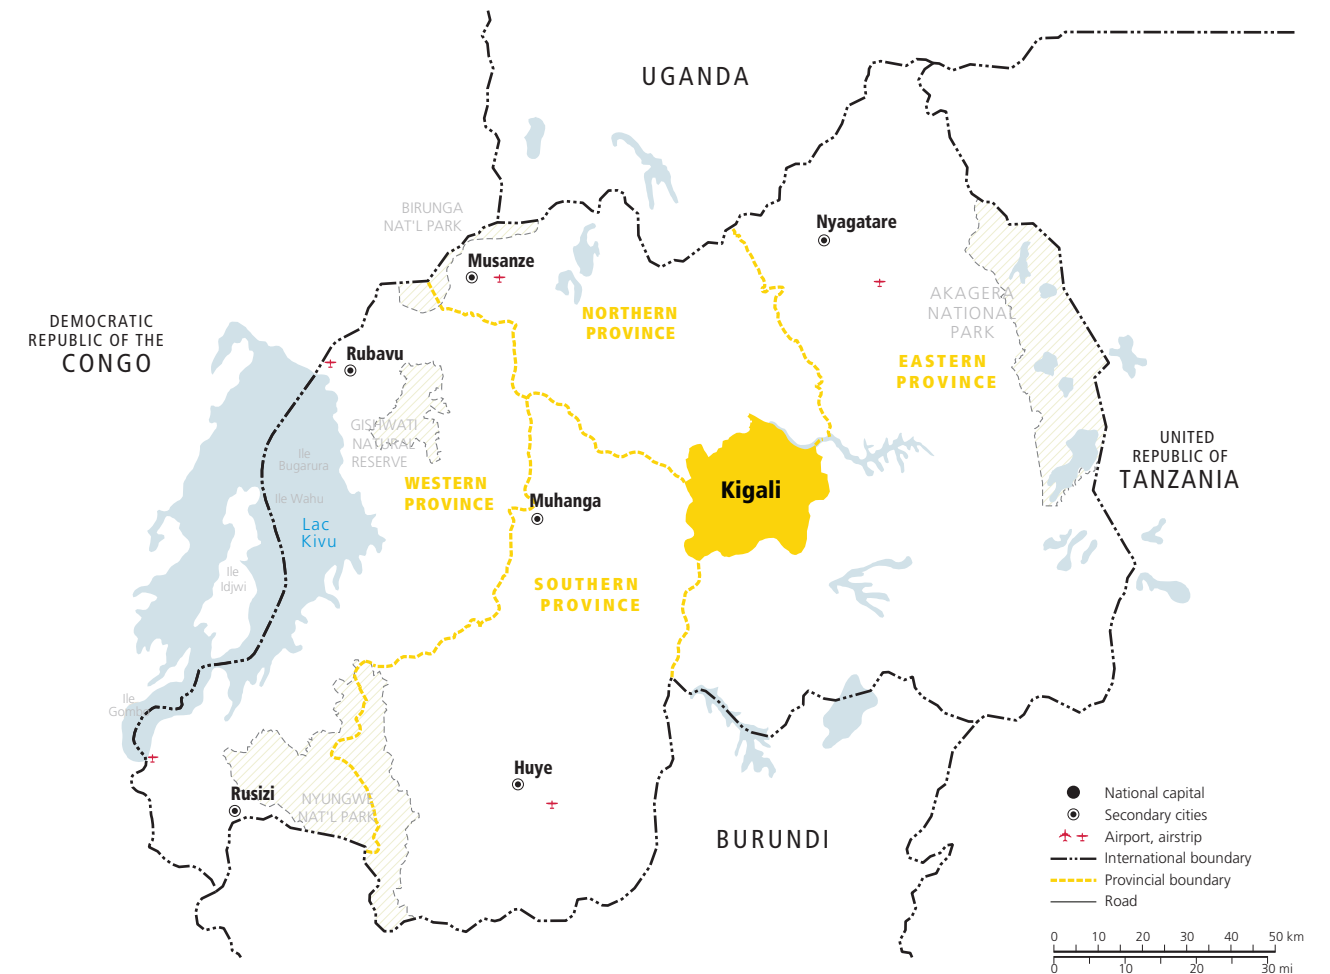 UGANDA
BIRUNGA
NAT'L PARK
Nyagatare
Musanze
DEMOCRATIC
REPUBLIC OF THE
CONGO
Rubavu
NORTHERN
PROVINCE
AKAGERA
NATIONAL
PARK
EASTERN
PROVINCE
GISHWATI
NATURAL
RESERVE
Ile
Bugarura
Ile Wahu
Lac
Kivu
WESTERN
PROVINCE
Muhanga
Kigali
UNITED
REPUBLIC OF
TANZANIA
Ile
Idjwi
SOUTHERN
PROVINCE
Ile
Gombo
Huye
Rusizi
NYUNGWE
NAT'L PARK
BURUNDI
National capital
Secondary cities
Airport, airstrip
International boundary
Provincial boundary
Road
0 10 20 30 40 50 km
0 10 20 30 mi